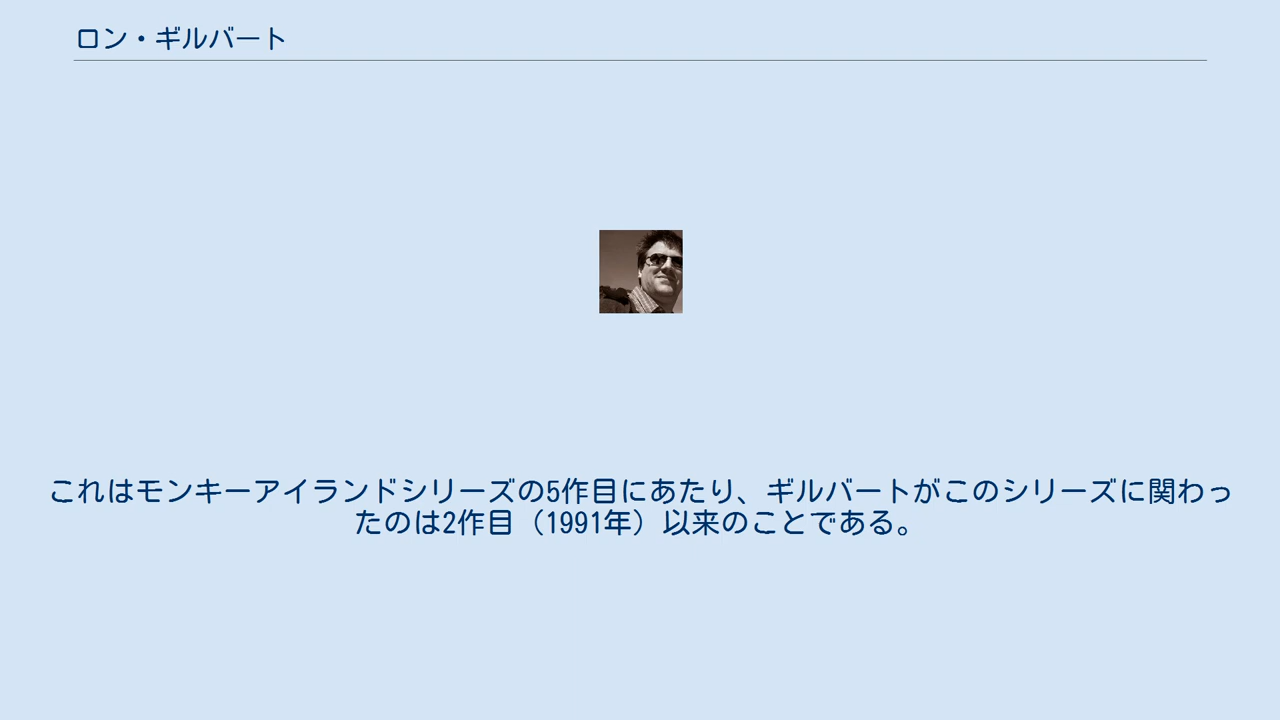 ロン・ギルバート
これはモンキーアイランドシリーズの5作目にあたり、ギルバートがこのシリーズに関わっ
たのは2作目（1991年）以来のことである。